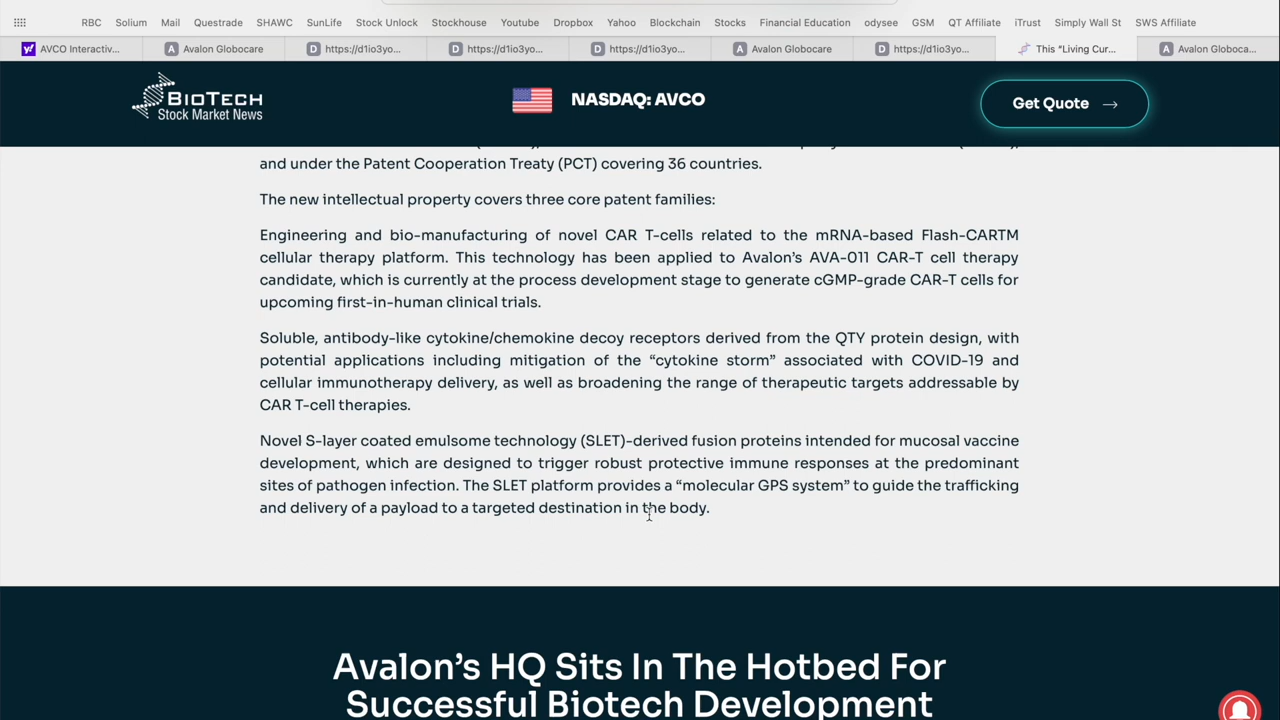 RBC Solium Mail Questrade SHAWC SunLife Stock Unlock Stockhouse Youtube Dropbox Yahoo Blockchain Stocks Financial Education odysee GSM QT Affiliate iTrust Simply Wall St SWS Affiliate
AVCO Interactiv... Avalon Globocare https://d1io3yo... https://d1io3yo... https://d1io3yo... Avalon Globocare https://d1io3yo... This “Living Cur... Avalon Globoca...
BIOTECH
Stock Market News
NASDAQ: AVCO
Get Quote →
and under the Patent Cooperation Treaty (PCT) covering 36 countries.
The new intellectual property covers three core patent families:
Engineering and bio-manufacturing of novel CAR T-cells related to the mRNA-based Flash-CARTM
cellular therapy platform. This technology has been applied to Avalon’s AVA-011 CAR-T cell therapy
candidate, which is currently at the process development stage to generate cGMP-grade CAR-T cells for
upcoming first-in-human clinical trials.
Soluble, antibody-like cytokine/chemokine decoy receptors derived from the QTY protein design, with
potential applications including mitigation of the “cytokine storm” associated with COVID-19 and
cellular immunotherapy delivery, as well as broadening the range of therapeutic targets addressable by
CAR T-cell therapies.
Novel S-layer coated emulsome technology (SLET)-derived fusion proteins intended for mucosal vaccine
development, which are designed to trigger robust protective immune responses at the predominant
sites of pathogen infection. The SLET platform provides a “molecular GPS system” to guide the trafficking
and delivery of a payload to a targeted destination in the body.
Avalon’s HQ Sits In The Hotbed For
Successful Biotech Development